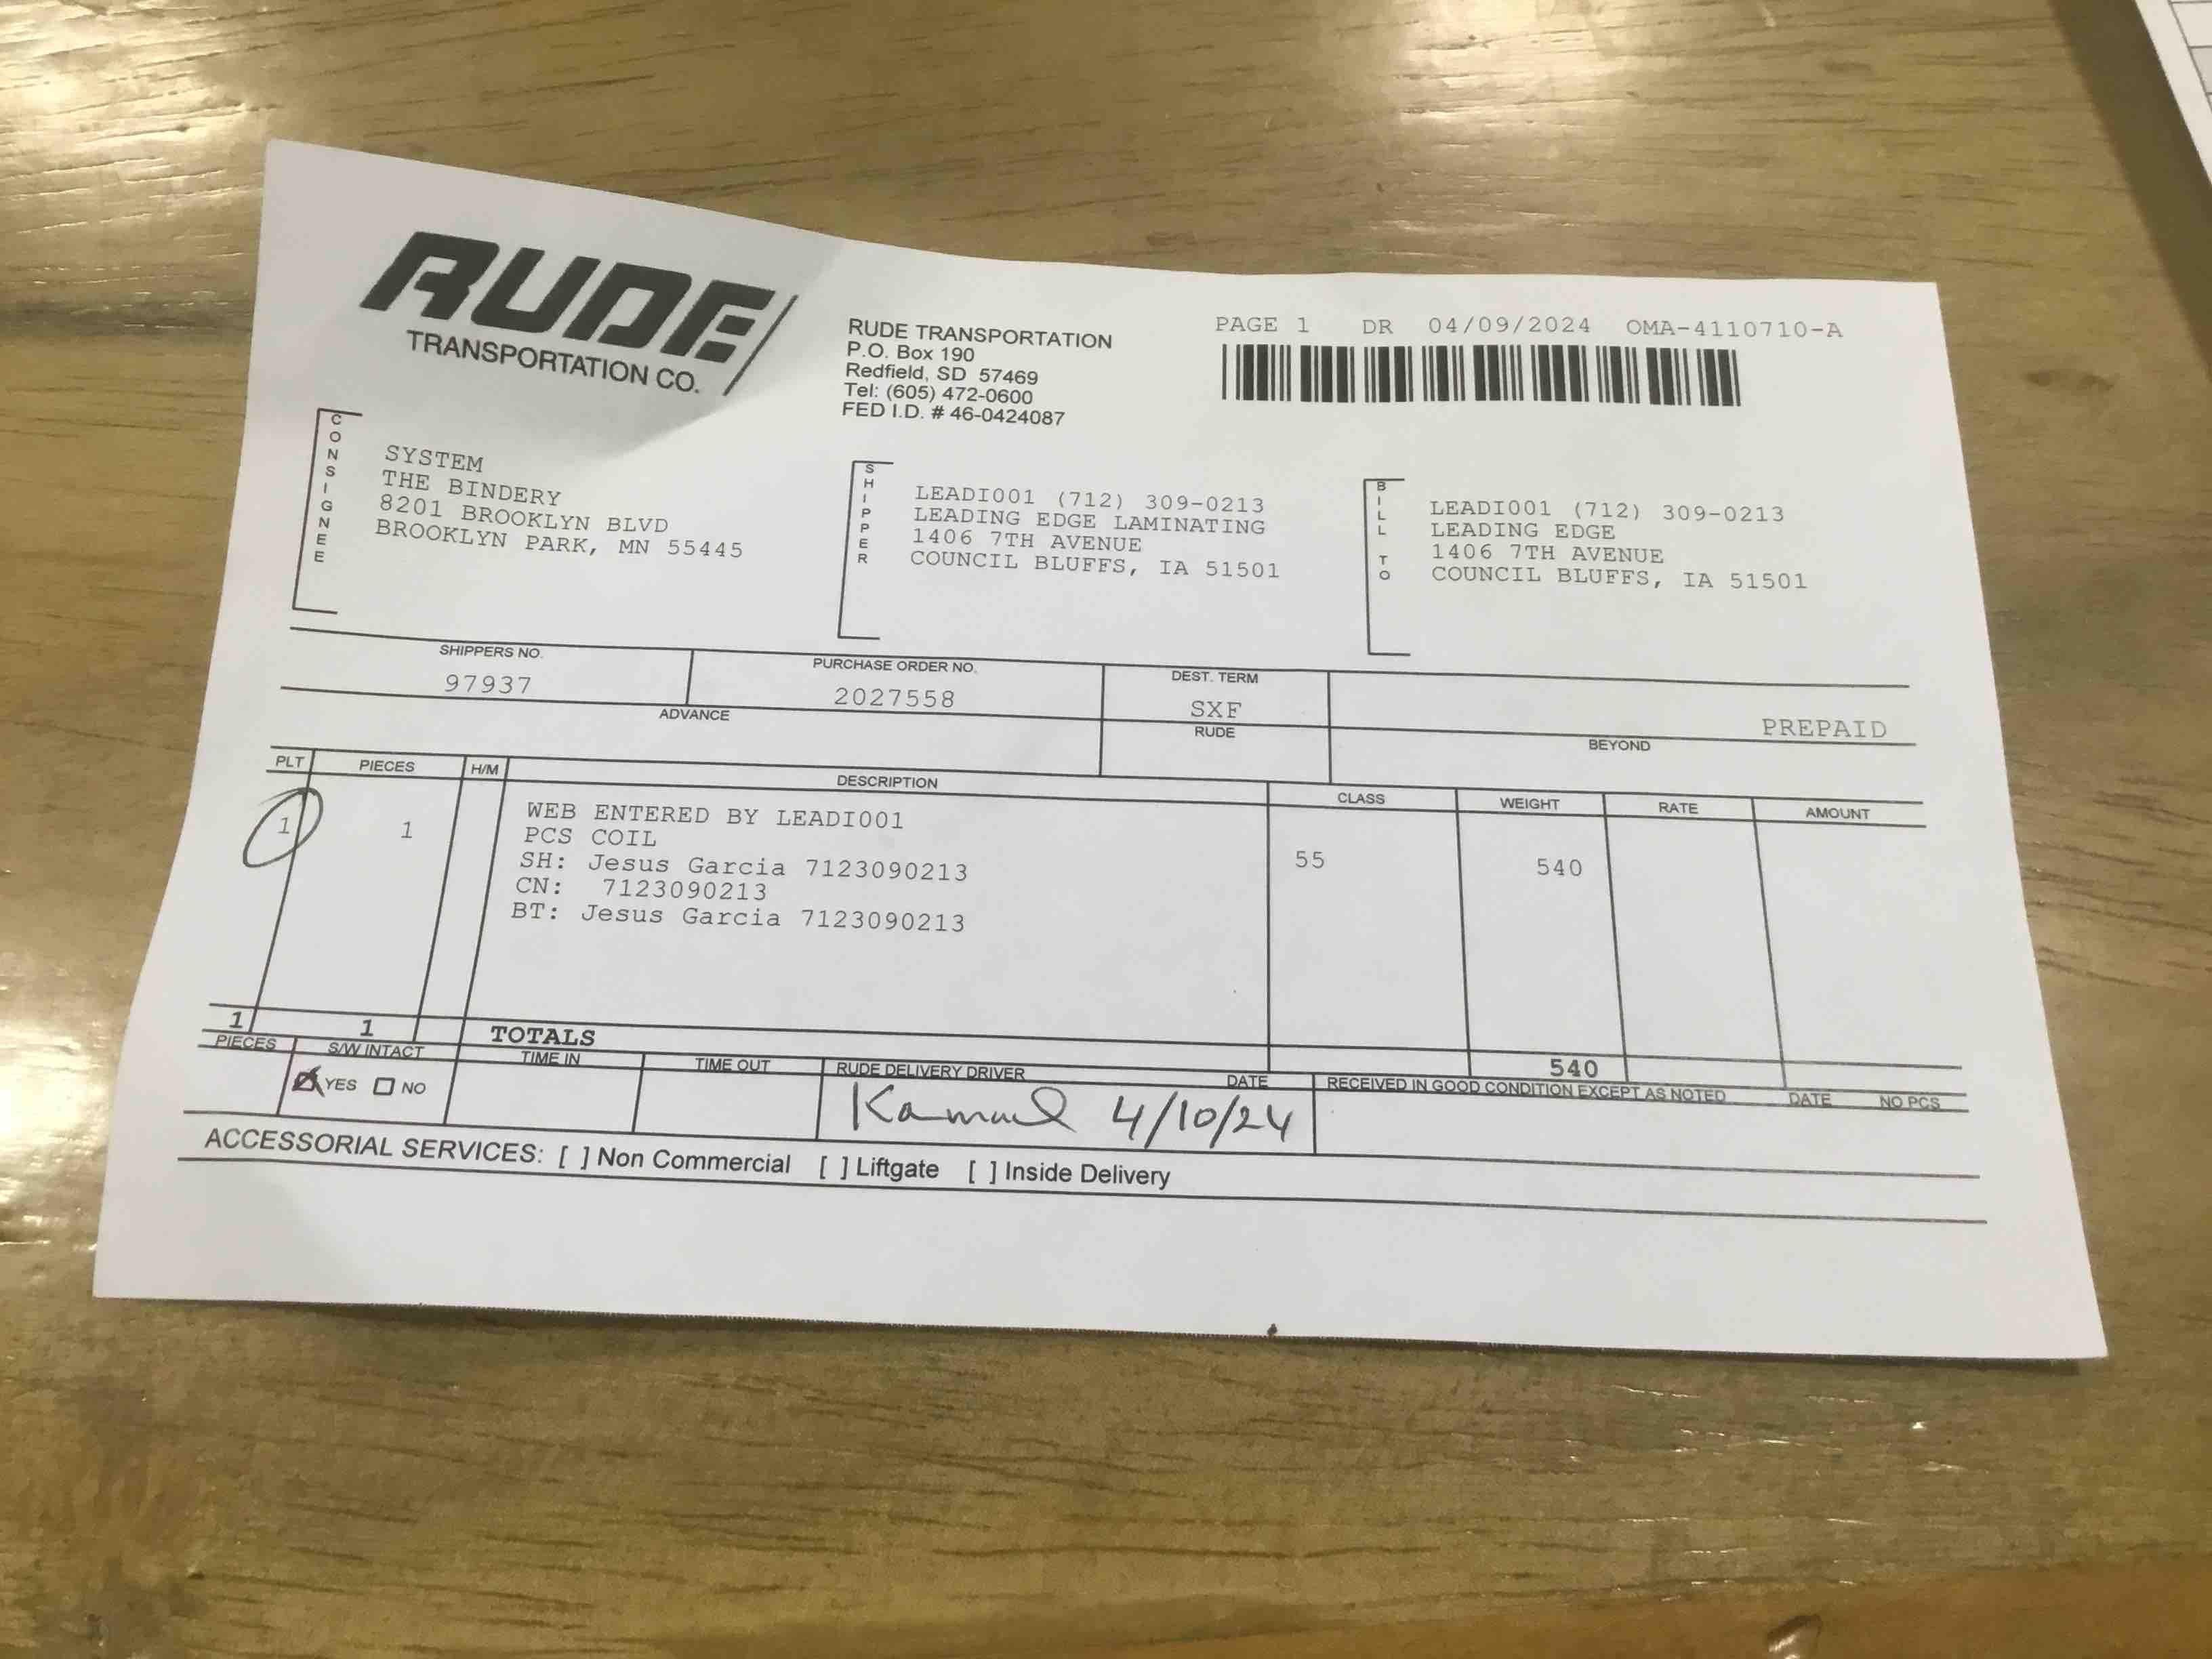 RUDE
TRANSPORTATION CO.
RUDE TRANSPORTATION
P.O. Box 190
Redfield, SD 57469
Tel: (605) 472-0600
FED I.D. # 46-0424087
PAGE 1 DR 04/09/2024 OMA-4110710-A
CONSIGNEE
SYSTEM
THE BINDERY
8201 BROOKLYN BLVD
BROOKLYN PARK, MN 55445
SHIPPER
LEADI001 (712) 309-0213
LEADING EDGE LAMINATING
1406 7TH AVENUE
COUNCIL BLUFFS, IA 51501
BILL TO
LEADI001 (712) 309-0213
LEADING EDGE
1406 7TH AVENUE
COUNCIL BLUFFS, IA 51501
SHIPPERS NO. PURCHASE ORDER NO. DEST. TERM
97937 2027558 SXF PREPAID
ADVANCE RUDE BEYOND
PLT PIECES H/M DESCRIPTION CLASS WEIGHT RATE AMOUNT
WEB ENTERED BY LEADI001
1 1 PCS COIL 55 540
SH: Jesus Garcia 7123090213
CN: 7123090213
BT: Jesus Garcia 7123090213
1 1 TOTALS 540
PIECES S/W INTACT TIME IN TIME OUT RUDE DELIVERY DRIVER DATE RECEIVED IN GOOD CONDITION EXCEPT AS NOTED DATE NO PCS
YES NO 4/10/24
ACCESSORIAL SERVICES: [ ] Non Commercial [ ] Liftgate [ ] Inside Delivery